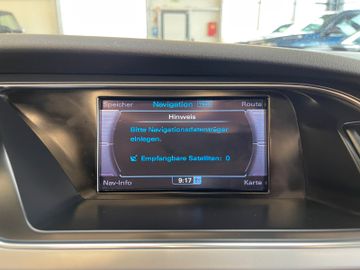 Speicher Navigation Route
Hinweis
Bitte Navigationsdatenträger
einlegen.
Empfangbare Satelliten: 0
Nav-Info 9:17 Karte